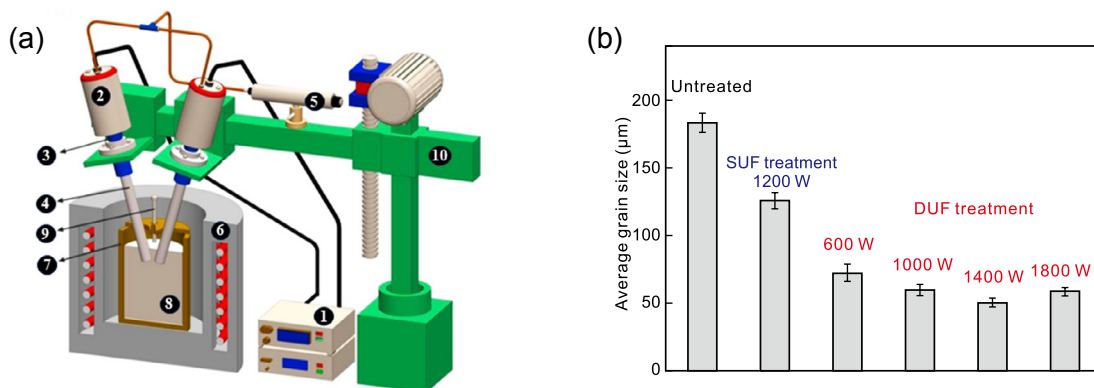 (a)
2
5
3
10
4
9
6
7
8
1
(b)
Average grain size (μm)
200
150
100
50
0
Untreated
SUF treatment
1200 W
DUF treatment
600 W
1000 W
1400 W
1800 W